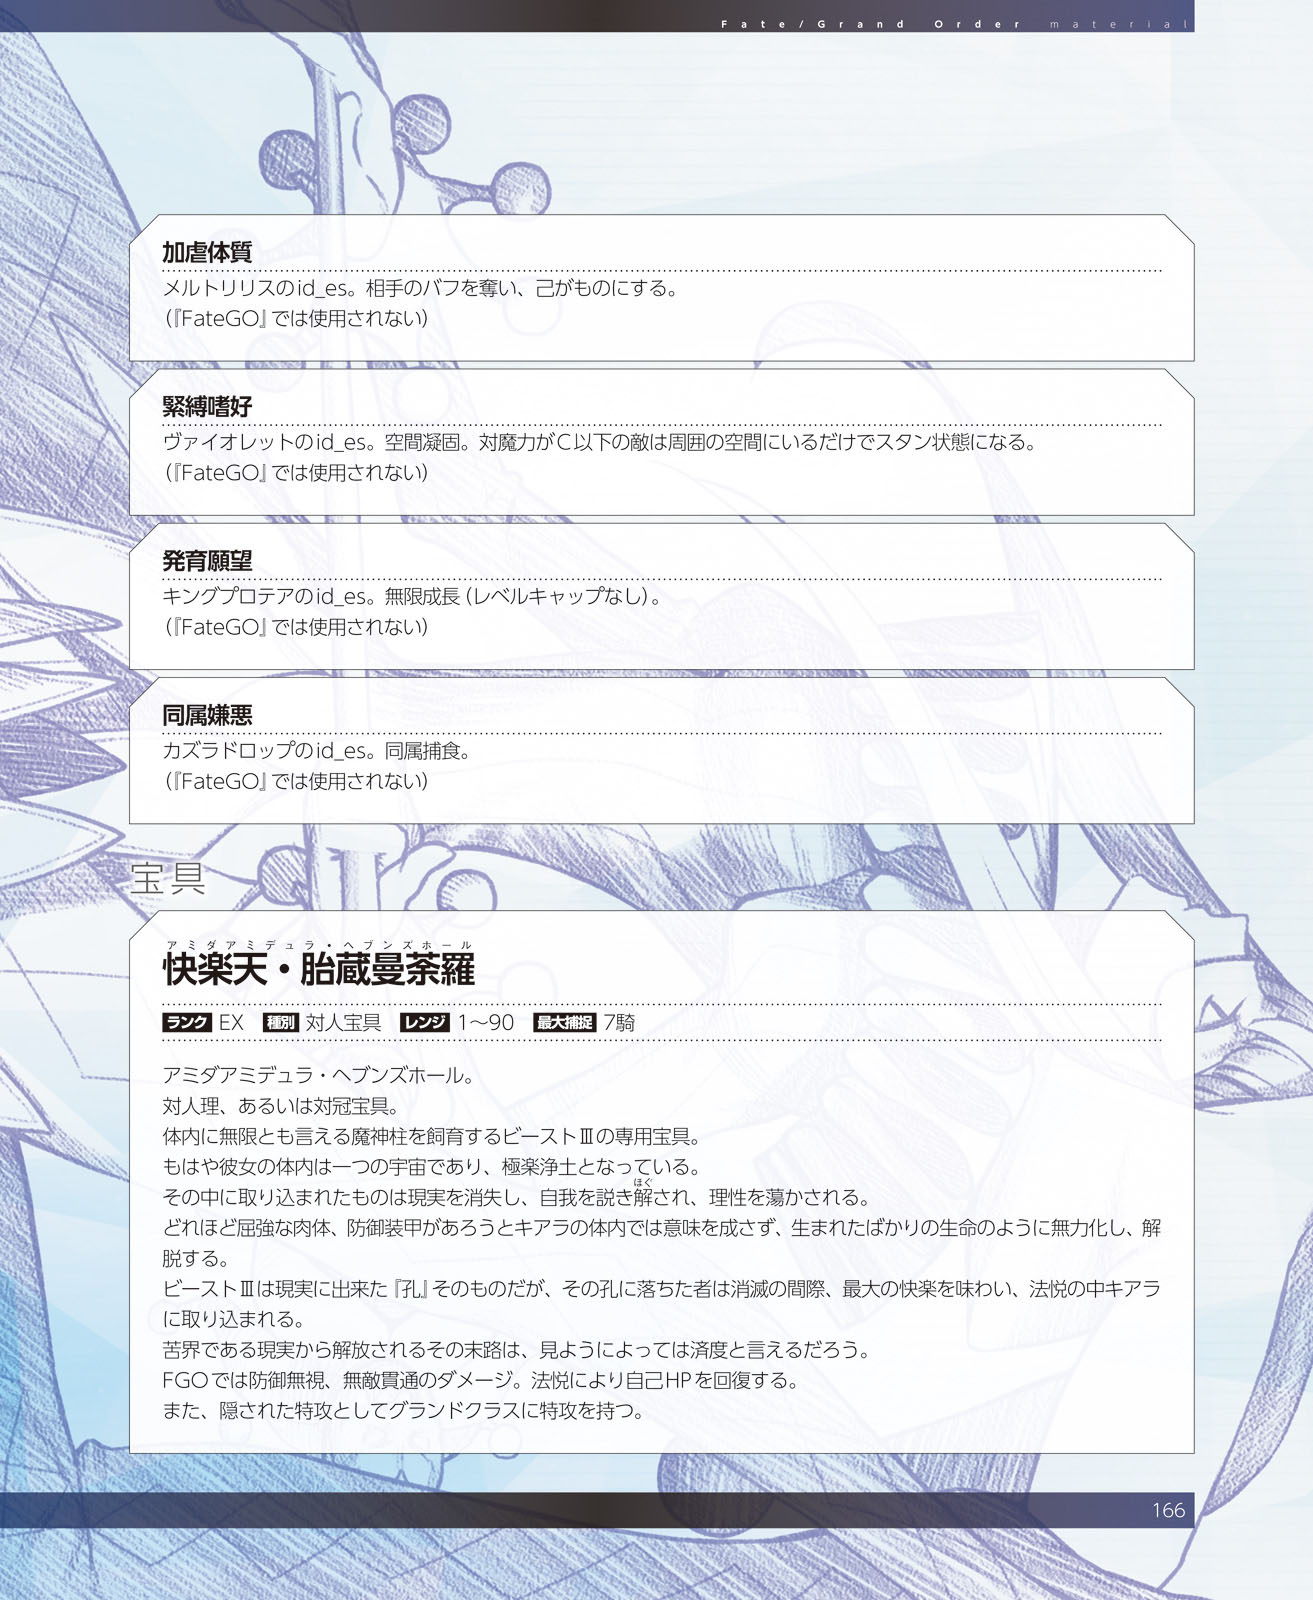 Fate/Grand Order material
加虐体質
メルトリリスのid_es。相手のバフを奪い、己がものにする。
(『FateGO』では使用されない)
緊縛嗜好
ヴァイオレットのid_es。空間凝固。対魔力がC以下の敵は周囲の空間にいるだけでスタン状態になる。
(『FateGO』では使用されない)
発育願望
キングプロテアのid_es。無限成長(レベルキャップなし)。
(『FateGO』では使用されない)
同属嫌悪
カズラドロップのid_es。同属捕食。
(『FateGO』では使用されない)
宝具
アミダアミデュラ・ヘブンズホール
快楽天・胎蔵曼荼羅
ランク EX 種別 対人宝具 レンジ 1〜90 最大捕捉 7騎
アミダアミデュラ・ヘブンズホール。
対人理、あるいは対冠宝具。
体内に無限とも言える魔神柱を飼育するビーストⅢの専用宝具。
もはや彼女の体内は一つの宇宙であり、極楽浄土となっている。
ほぐ
その中に取り込まれたものは現実を消失し、自我を説き解され、理性を蕩かされる。
どれほど屈強な肉体、防御装甲があろうとキアラの体内では意味を成さず、生まれたばかりの生命のように無力化し、解
脱する。
ビーストⅢは現実に出来た『孔』そのものだが、その孔に落ちた者は消滅の間際、最大の快楽を味わい、法悦の中キアラ
に取り込まれる。
苦界である現実から解放されるその末路は、見ようによっては済度と言えるだろう。
FGOでは防御無視、無敵貫通のダメージ。法悦により自己HPを回復する。
また、隠された特攻としてグランドクラスに特攻を持つ。
166